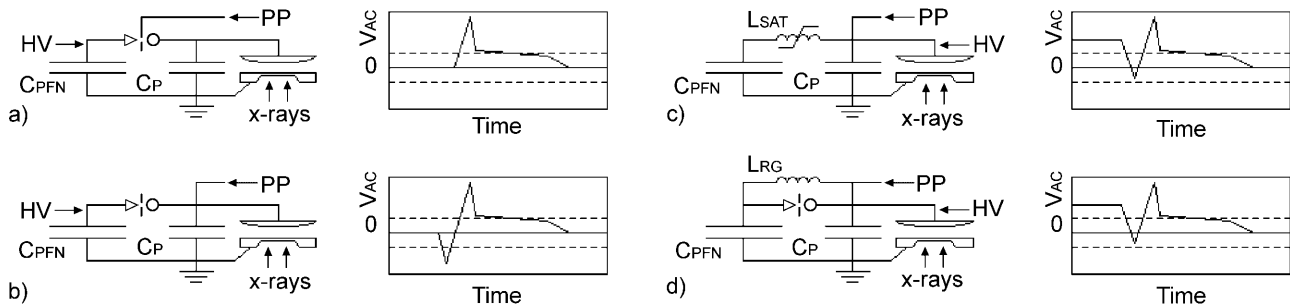 PP
HV
CPFN
CP
x-rays
a)
VAC
0
Time
LSAT
PP
HV
CPFN
CP
x-rays
c)
VAC
0
Time
PP
HV
CPFN
CP
x-rays
b)
VAC
0
Time
LRG
PP
HV
CPFN
CP
x-rays
d)
VAC
0
Time